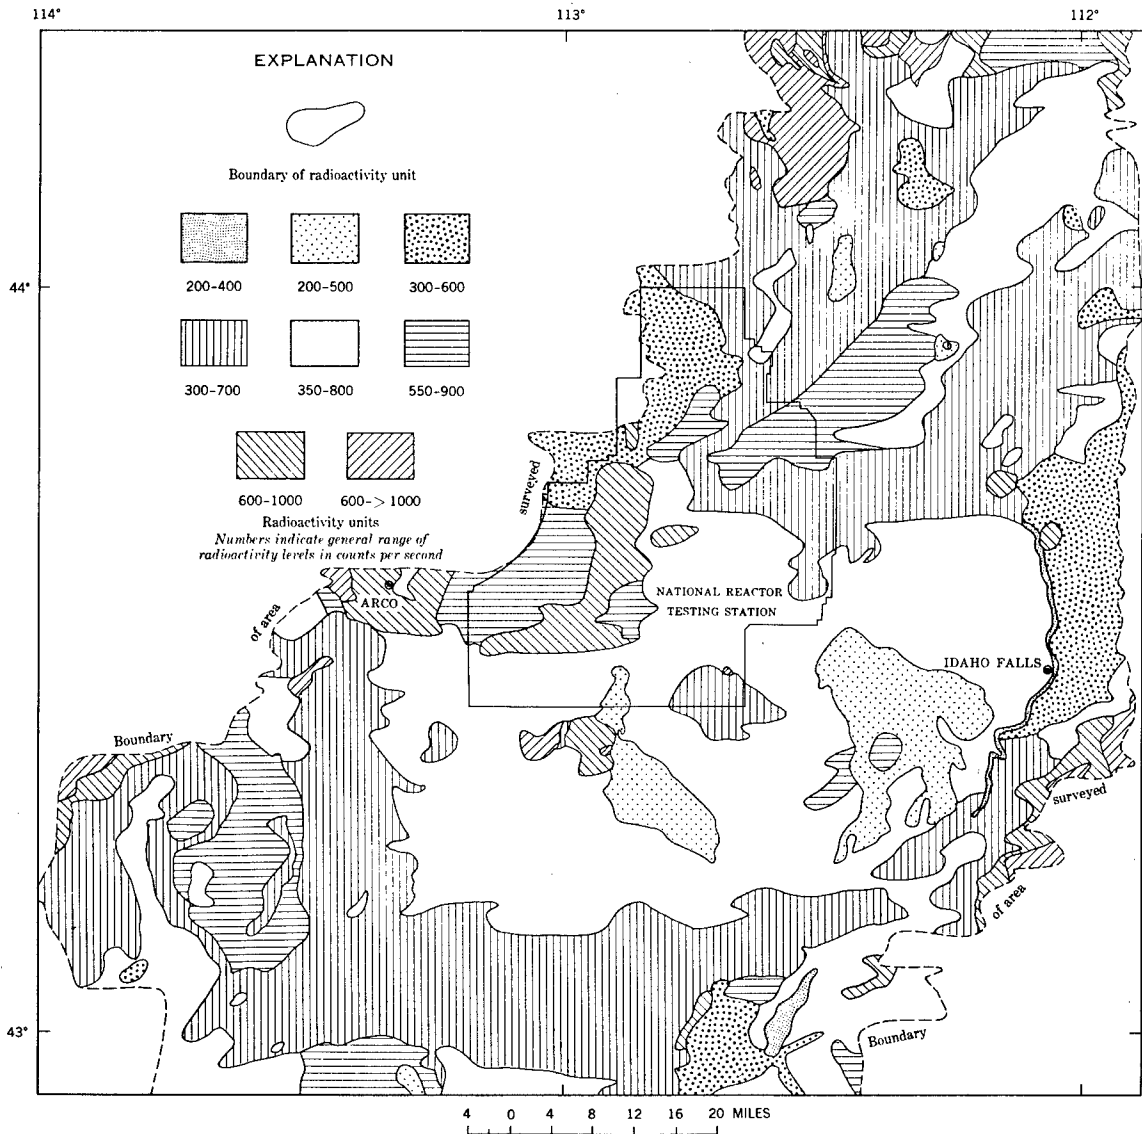 114° 113° 112°
EXPLANATION
Boundary of radioactivity unit
200-400 200-500 300-600
44°
300-700 350-800 550-900
600-1000 600-> 1000
Radioactivity units
Numbers indicate general range of
radioactivity levels in counts per second
surveyed
of area
Boundary
ARCO
NATIONAL REACTOR
TESTING STATION
IDAHO FALLS
surveyed
of area
Boundary
43°
4 0 4 8 12 16 20 MILES